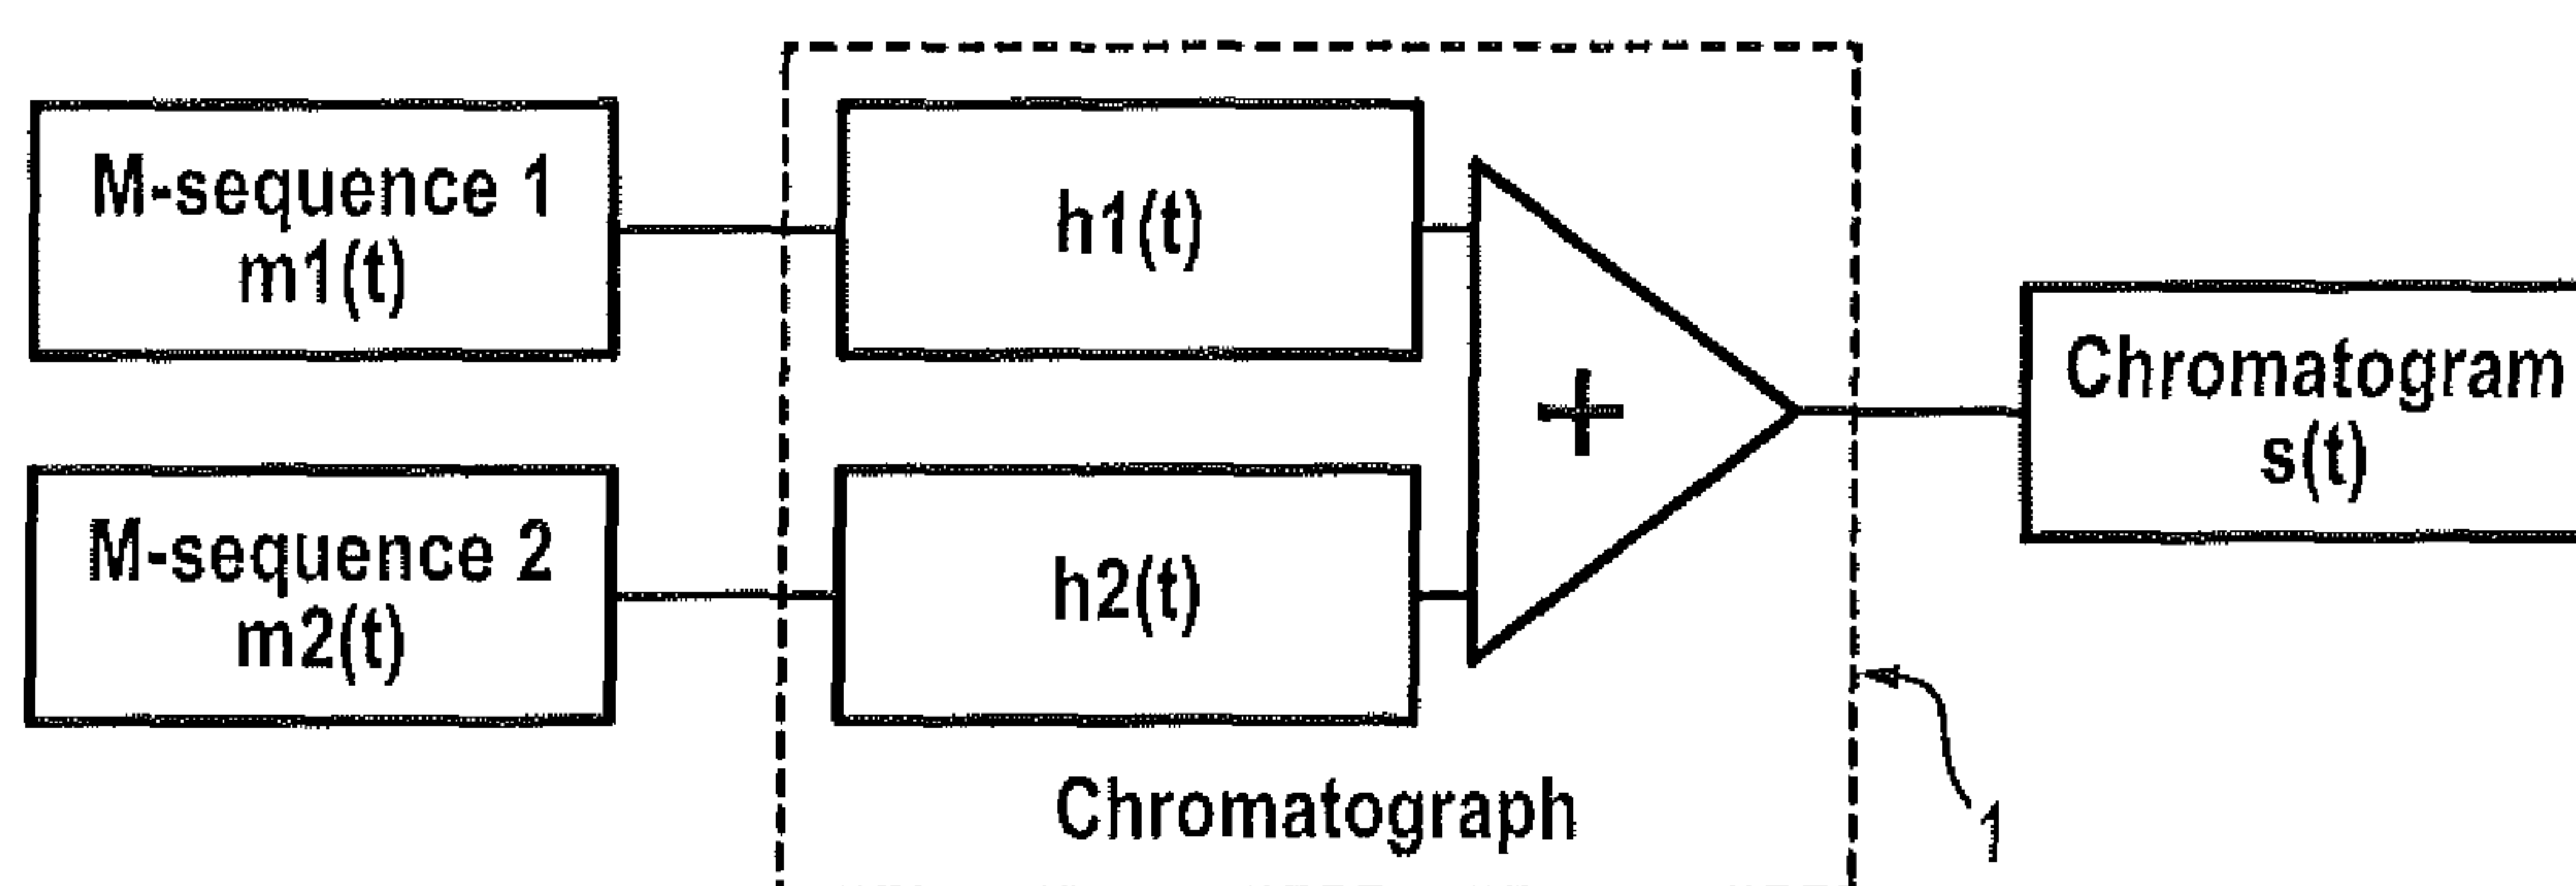 M-sequence 1
m1(t)
h1(t)
+
Chromatogram
s(t)
M-sequence 2
m2(t)
h2(t)
Chromatograph
1